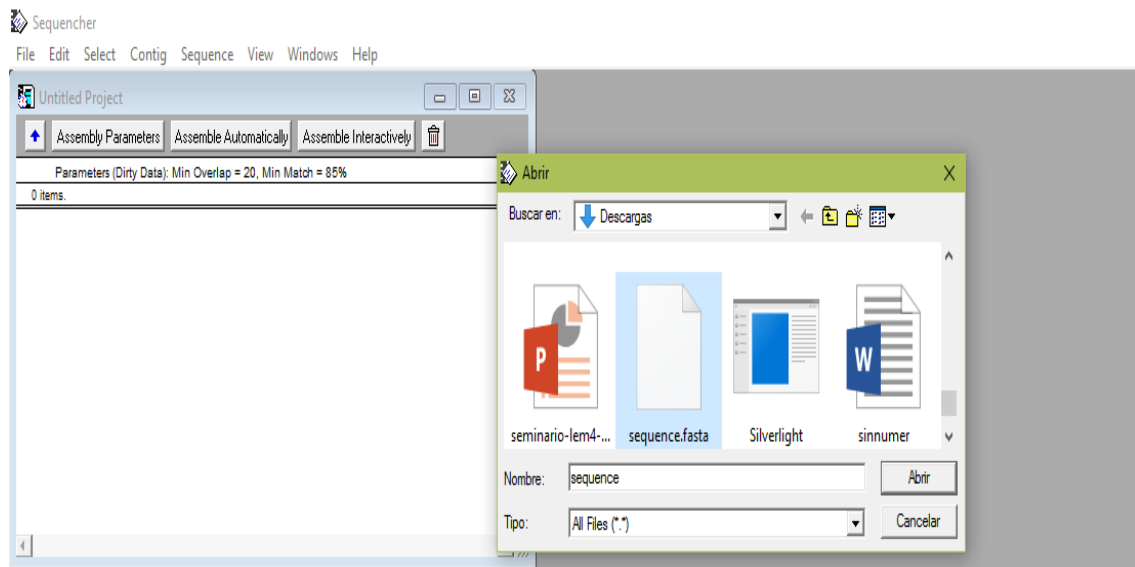 Sequencher
File Edit Select Contig Sequence View Windows Help
Untitled Project
Assembly Parameters Assemble Automatically Assemble Interactively
Parameters (Dirty Data): Min Overlap = 20, Min Match = 85%
0 items.
Abrir
Buscar en: Descargas
P W
seminario-lem4-... sequence.fasta Silverlight sinnumer
Nombre: sequence Abrir
Tipo: All Files (*.*) Cancelar